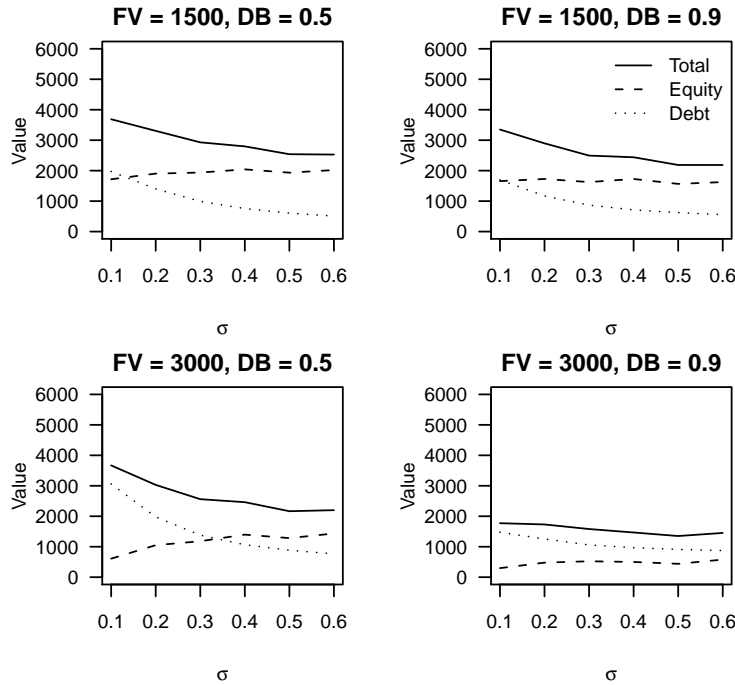 FV = 1500, DB = 0.5
6000
5000
4000
3000
2000
1000
0
Value
0.1 0.2 0.3 0.4 0.5 0.6
σ
FV = 1500, DB = 0.9
6000
5000
4000
3000
2000
1000
0
Value
Total
Equity
Debt
0.1 0.2 0.3 0.4 0.5 0.6
σ
FV = 3000, DB = 0.5
6000
5000
4000
3000
2000
1000
0
Value
0.1 0.2 0.3 0.4 0.5 0.6
σ
FV = 3000, DB = 0.9
6000
5000
4000
3000
2000
1000
0
Value
0.1 0.2 0.3 0.4 0.5 0.6
σ